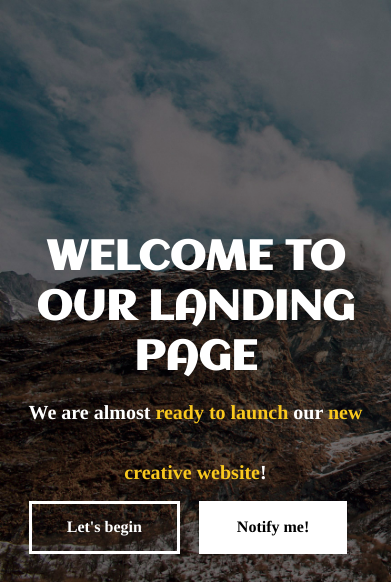 WELCOME TO
OUR LANDING
PAGE
We are almost ready to launch our new
creative website!
Let's begin
Notify me!